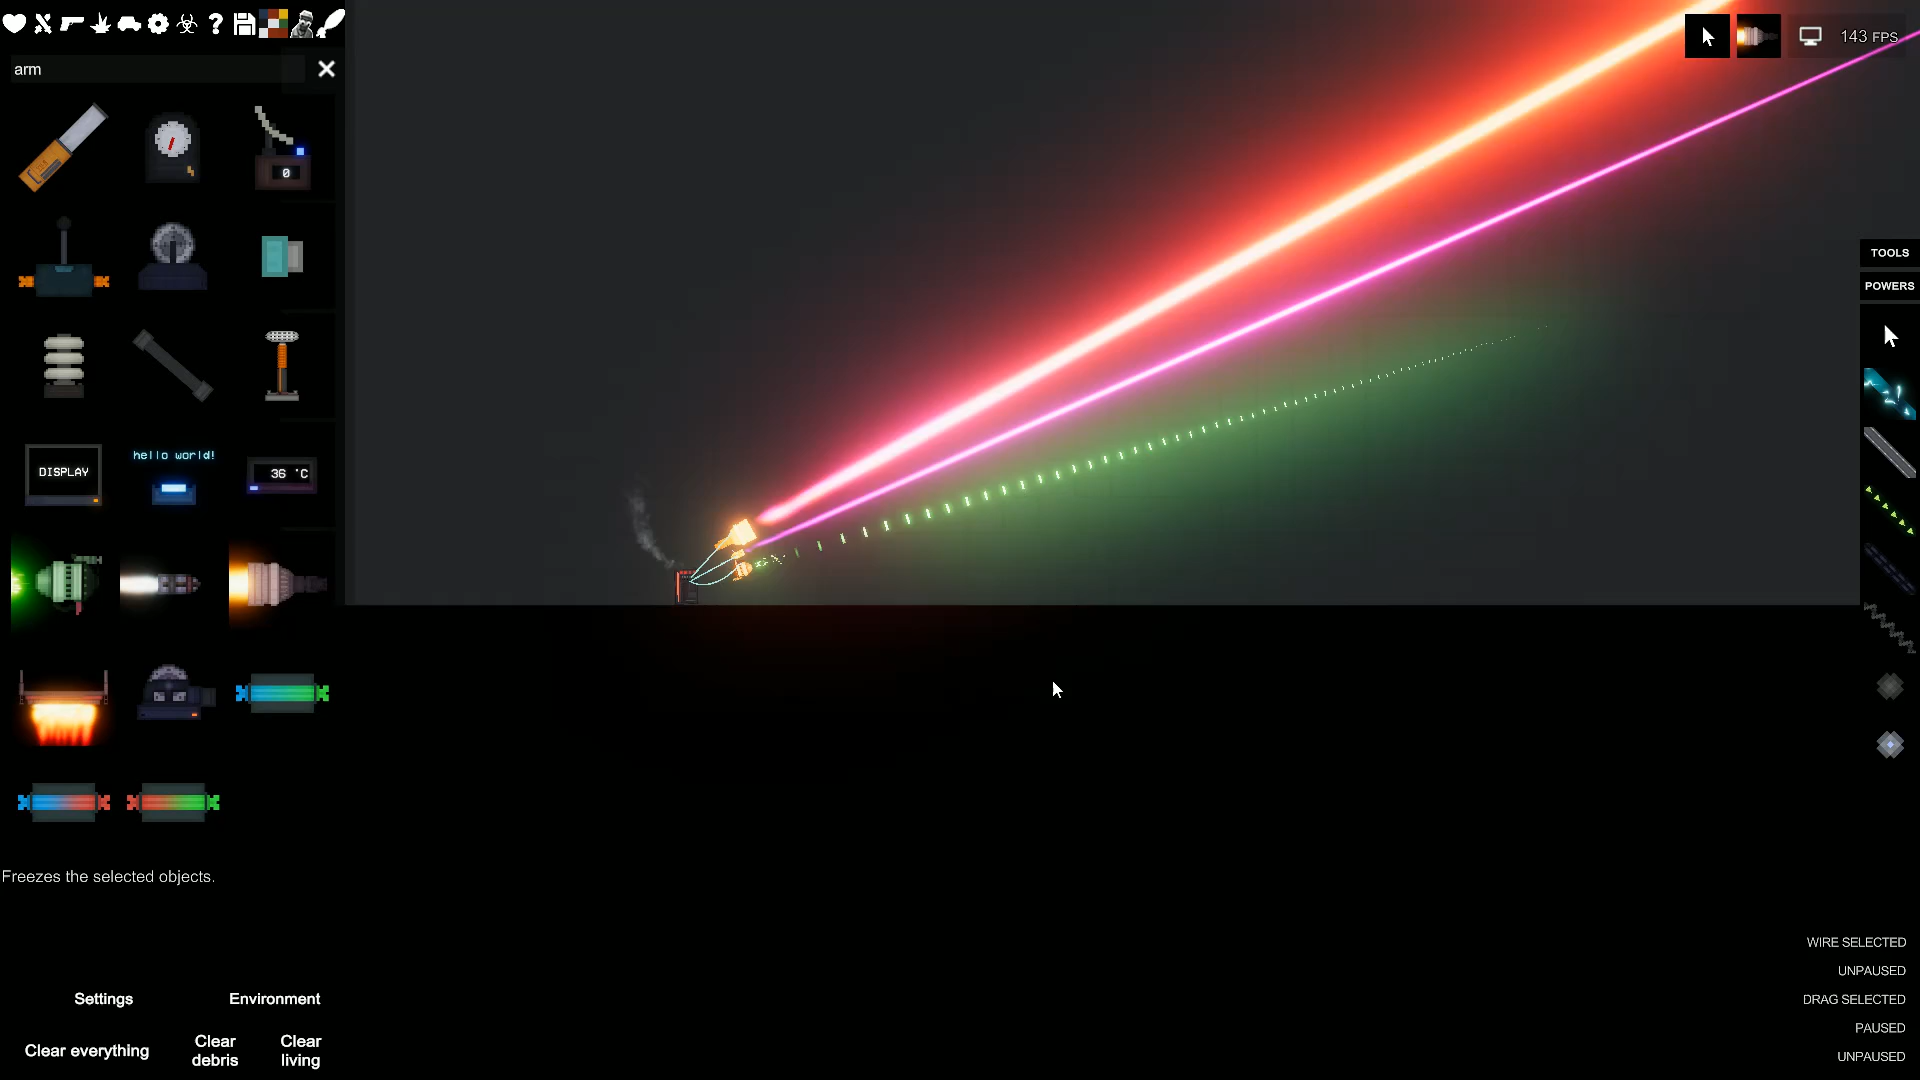 arm
143 FPS
0
TOOLS
POWERS
DISPLAY
hello world!
36 °C
Freezes the selected objects.
WIRE SELECTED
UNPAUSED
DRAG SELECTED
PAUSED
UNPAUSED
Settings
Environment
Clear everything
Clear debris
Clear living